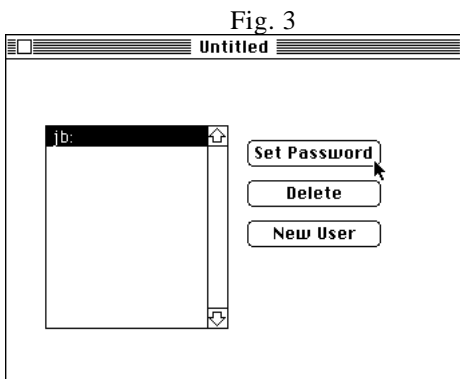 Fig. 3
Untitled
jb:
Set Password
Delete
New User